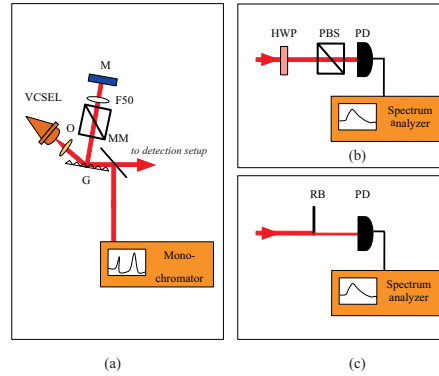 M
VCSEL
F50
O
MM
to detection setup
G
Mono-
chromator
(a)
HWP
PBS
PD
Spectrum
analyzer
(b)
RB
PD
Spectrum
analyzer
(c)